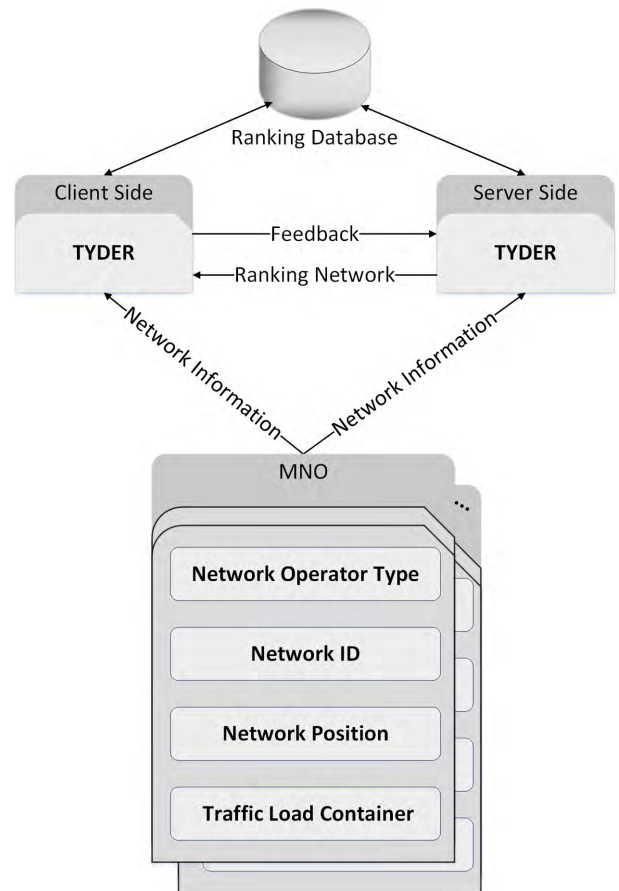 Ranking Database
Client Side
Server Side
TYDER
TYDER
Feedback
Ranking Network
Network Information
Network Information
MNO
...
Network Operator Type
Network ID
Network Position
Traffic Load Container